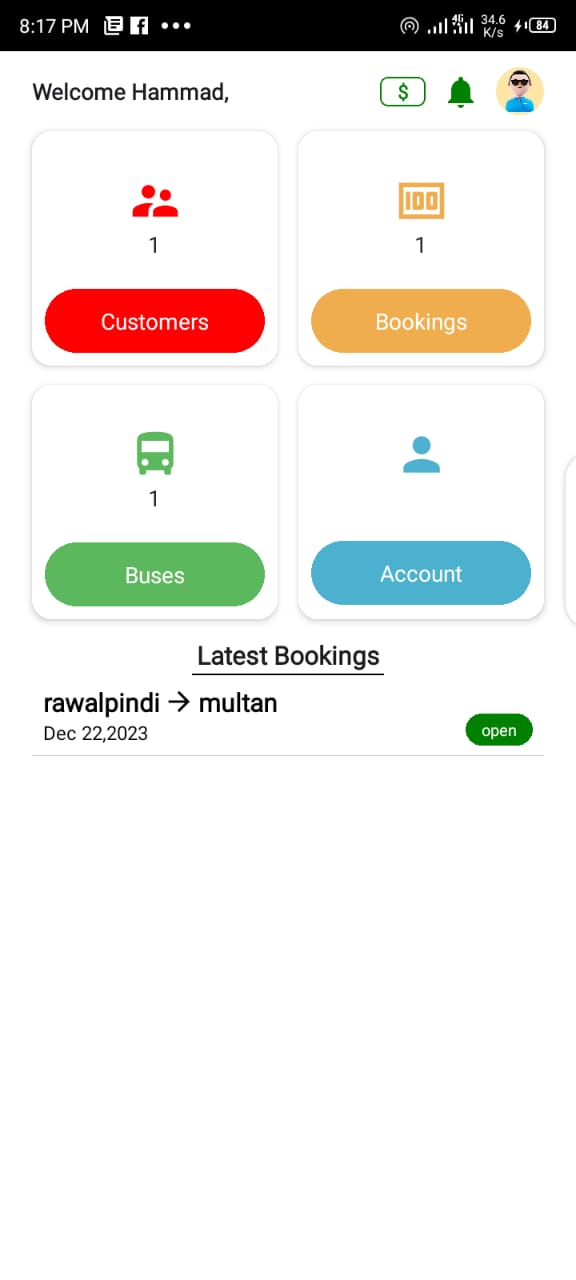 8:17 PM 4G 34.6 K/s 84
Welcome Hammad,
$
100
1
1
Customers
Bookings
1
Buses
Account
Latest Bookings
rawalpindi → multan
Dec 22,2023
open